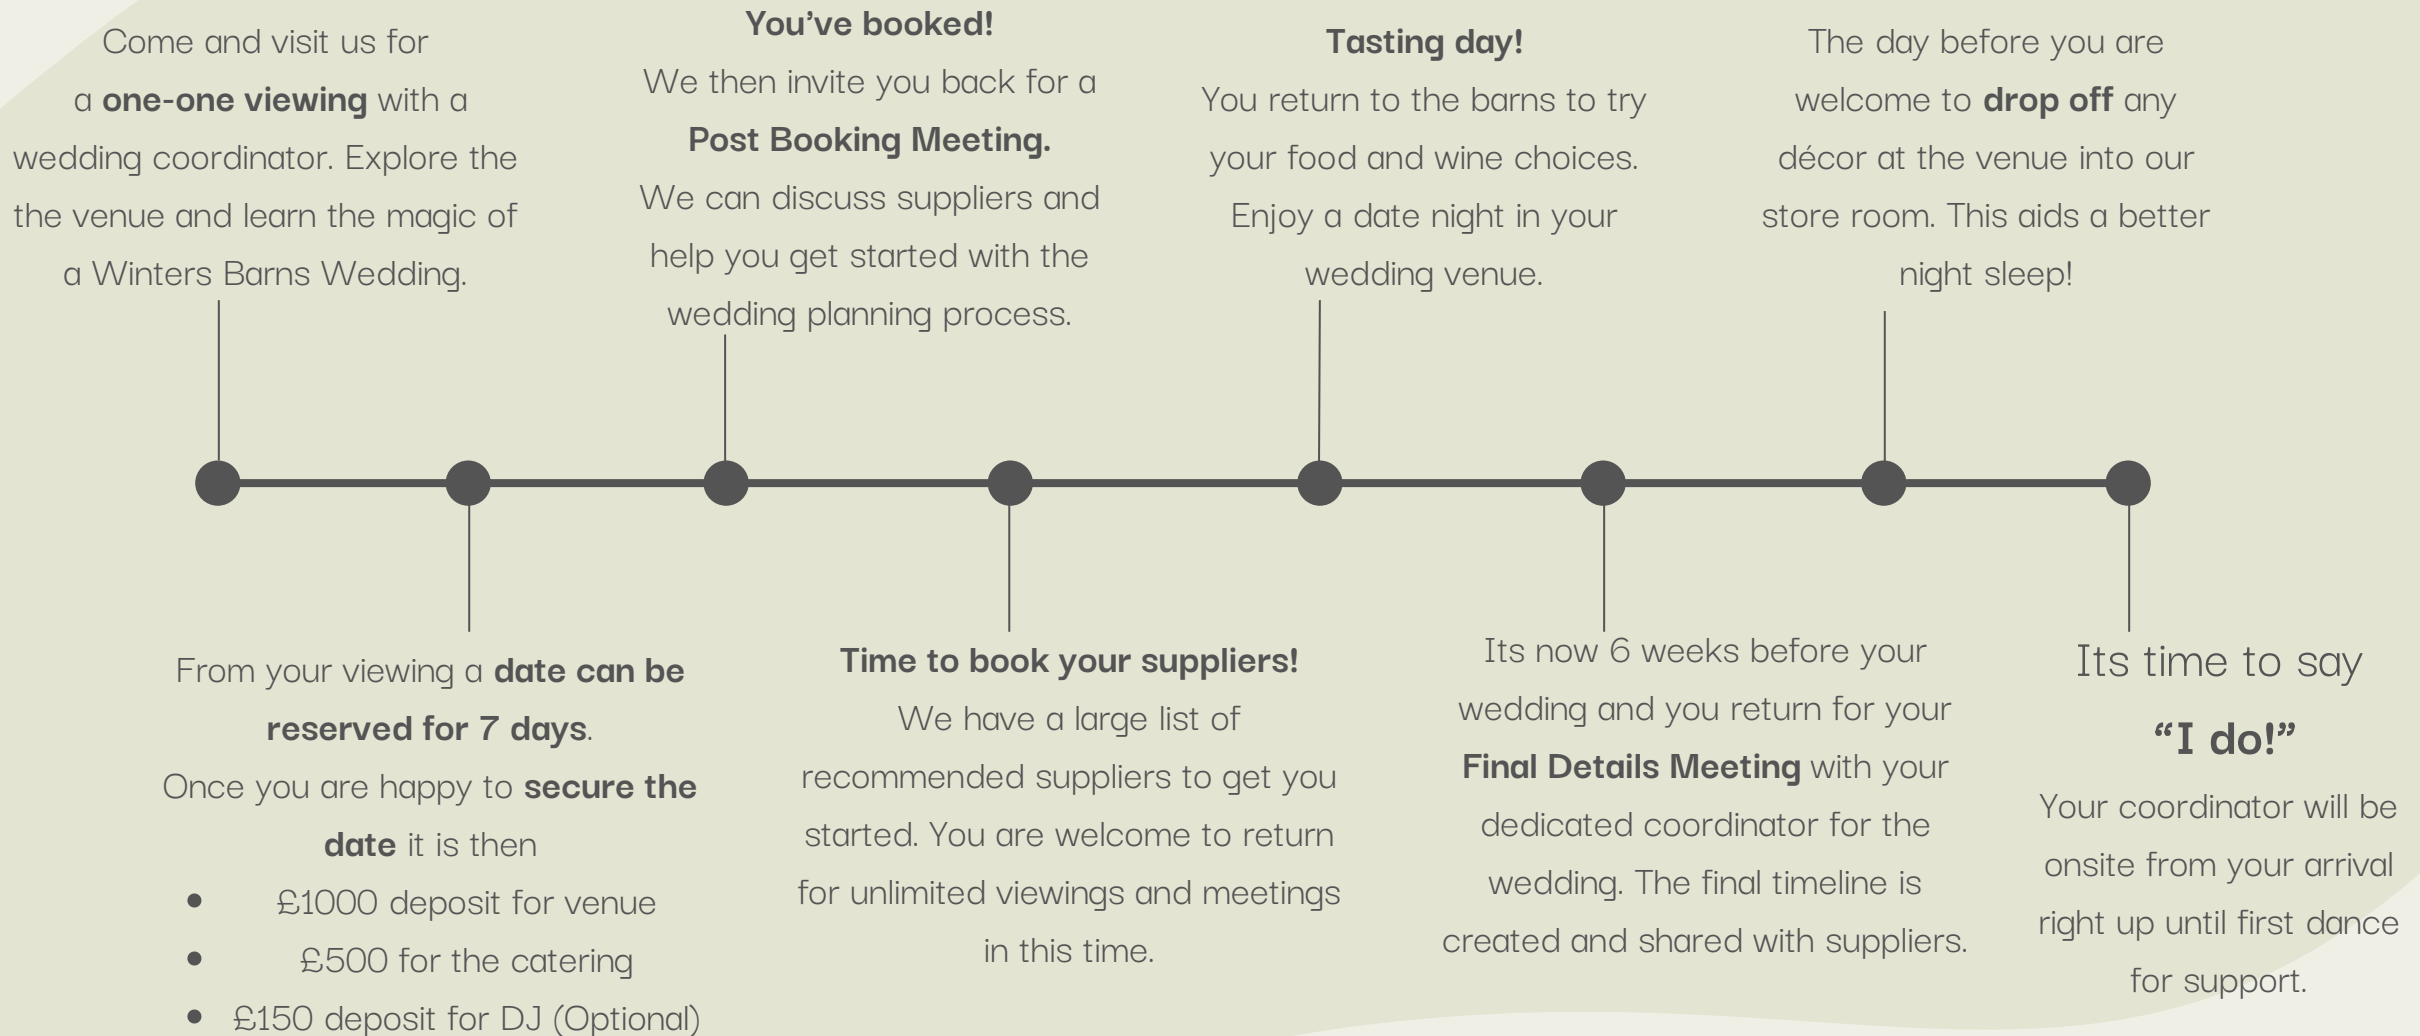 Come and visit us for
a one-one viewing with a
wedding coordinator. Explore the
the venue and learn the magic of
a Winters Barns Wedding.
From your viewing a date can be
reserved for 7 days.
Once you are happy to secure the
date it is then
• £1000 deposit for venue
• £500 for the catering
• £150 deposit for DJ (Optional)
You've booked!
We then invite you back for a
Post Booking Meeting.
We can discuss suppliers and
help you get started with the
wedding planning process.
Time to book your suppliers!
We have a large list of
recommended suppliers to get you
started. You are welcome to return
for unlimited viewings and meetings
in this time.
Tasting day!
You return to the barns to try
your food and wine choices.
Enjoy a date night in your
wedding venue.
Its now 6 weeks before your
wedding and you return for your
Final Details Meeting with your
dedicated coordinator for the
wedding. The final timeline is
created and shared with suppliers.
The day before you are
welcome to drop off any
décor at the venue into our
store room. This aids a better
night sleep!
Its time to say
“I do!”
Your coordinator will be
onsite from your arrival
right up until first dance
for support.